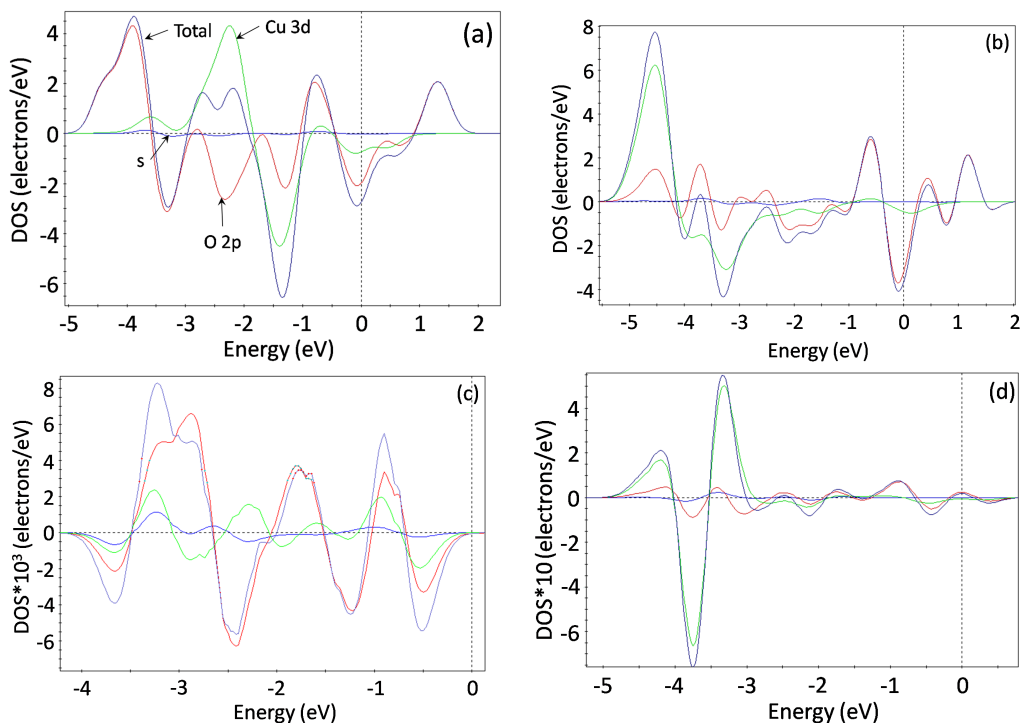 (a)
Total
Cu 3d
s
O 2p
DOS (electrons/eV)
4
2
0
-2
-4
-6
-5 -4 -3 -2 -1 0 1 2
Energy (eV)
(b)
DOS (electrons/eV)
8
6
4
2
0
-2
-4
-5 -4 -3 -2 -1 0 1 2
Energy (eV)
(c)
DOS*10³ (electrons/eV)
8
6
4
2
0
-2
-4
-6
-4 -3 -2 -1 0
Energy (eV)
(d)
DOS*10 (electrons/eV)
4
2
0
-2
-4
-6
-5 -4 -3 -2 -1 0
Energy (eV)